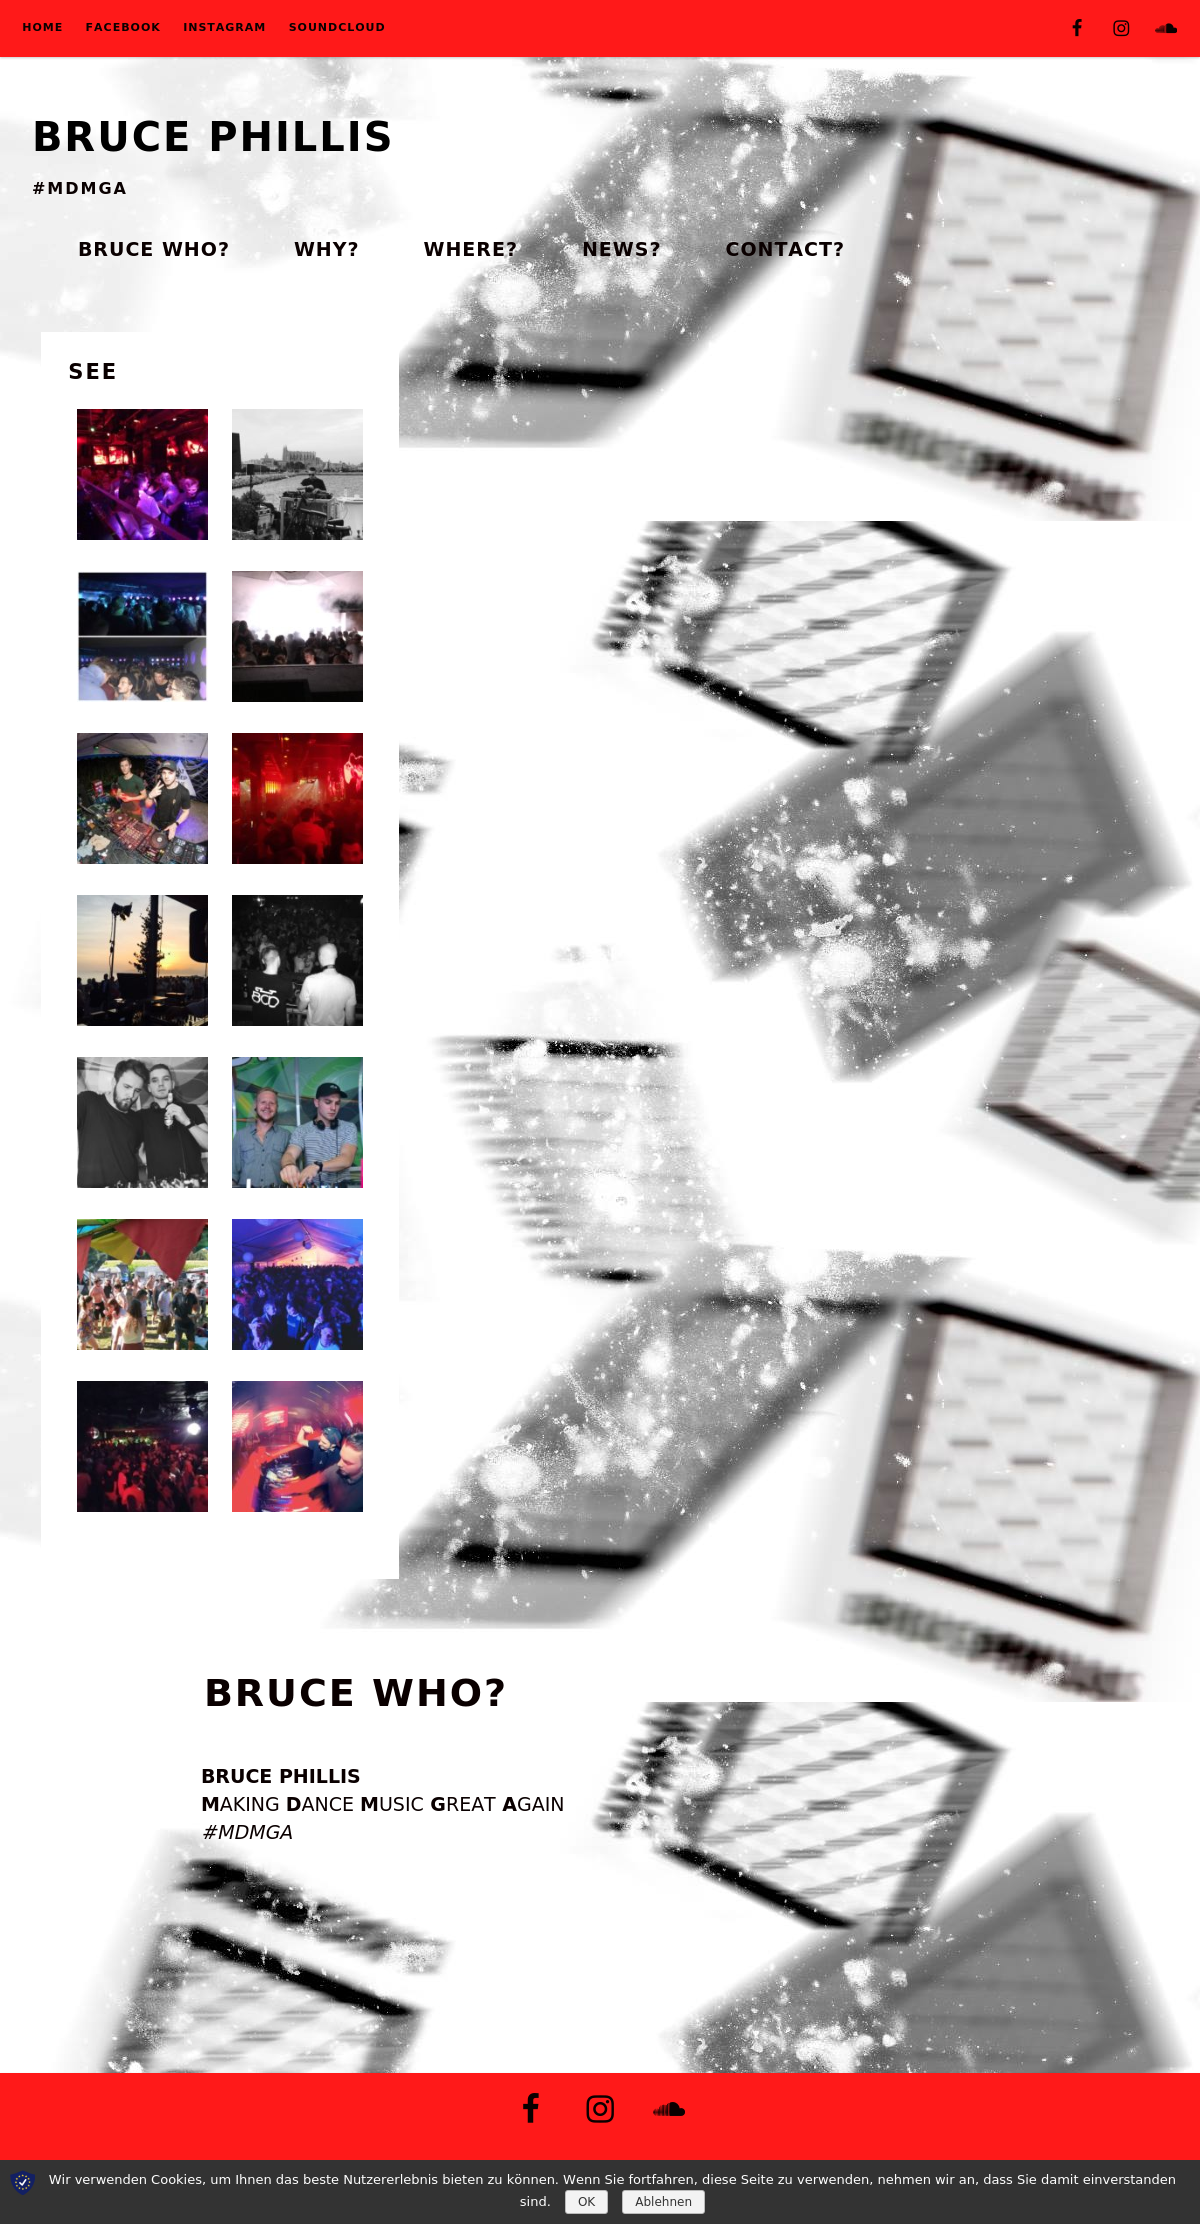 HOME FACEBOOK INSTAGRAM SOUNDCLOUD
BRUCE PHILLIS
#MDMGA
BRUCE WHO? WHY? WHERE? NEWS? CONTACT?
SEE
BRUCE WHO?
BRUCE PHILLIS
MAKING DANCE MUSIC GREAT AGAIN
#MDMGA
Wir verwenden Cookies, um Ihnen das beste Nutzererlebnis bieten zu können. Wenn Sie fortfahren, diese Seite zu verwenden, nehmen wir an, dass Sie damit einverstanden
sind. OK Ablehnen